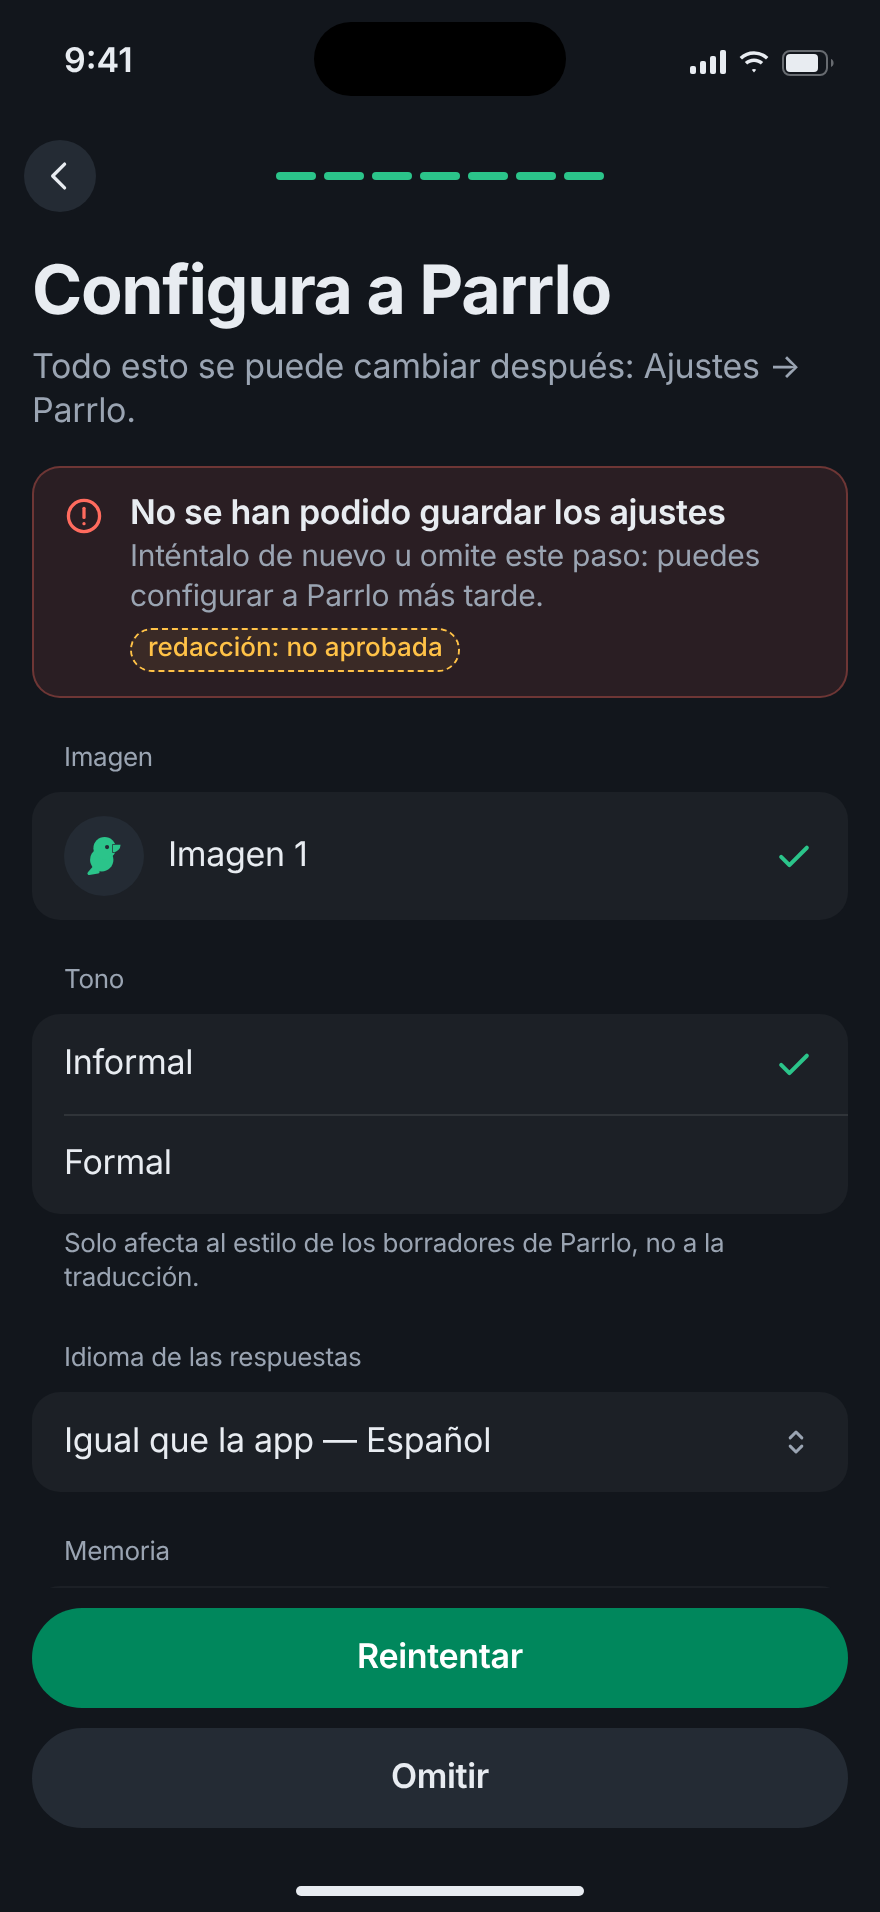 9:41
Configura a Parrlo
Todo esto se puede cambiar después: Ajustes →
Parrlo.
No se han podido guardar los ajustes
Inténtalo de nuevo u omite este paso: puedes
configurar a Parrlo más tarde.
redacción: no aprobada
Imagen
Imagen 1
Tono
Informal
Formal
Solo afecta al estilo de los borradores de Parrlo, no a la
traducción.
Idioma de las respuestas
Igual que la app — Español
Memoria
Reintentar
Omitir